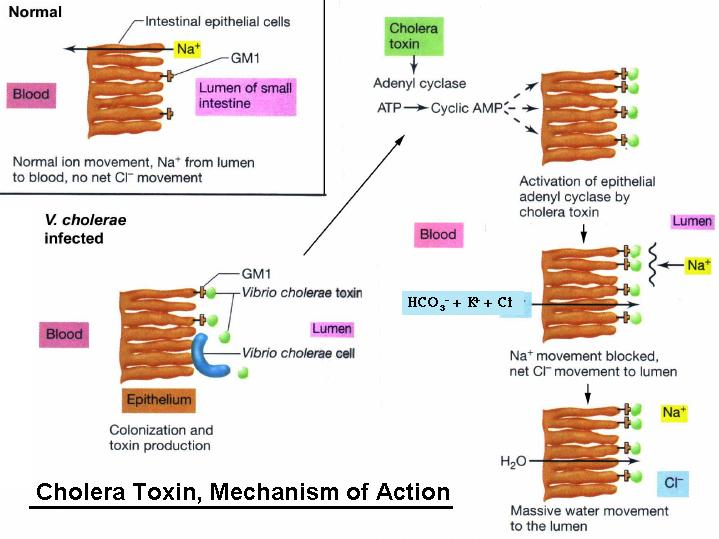 Normal
Intestinal epithelial cells
Na⁺
GM1
Blood
Lumen of small
intestine
Normal ion movement, Na⁺ from lumen
to blood, no net Cl⁻ movement
V. cholerae
infected
GM1
Vibrio cholerae toxin
Lumen
Blood
Vibrio cholerae cell
Epithelium
Colonization and
toxin production
Cholera
toxin
Adenyl cyclase
ATP → Cyclic AMP
Activation of epithelial
adenyl cyclase by
cholera toxin
Lumen
Blood
Na⁺
HCO₃⁻ + K⁺ + Cl⁻
Na⁺ movement blocked,
net Cl⁻ movement to lumen
Na⁺
H₂O
Cl⁻
Massive water movement
to the lumen
Cholera Toxin, Mechanism of Action